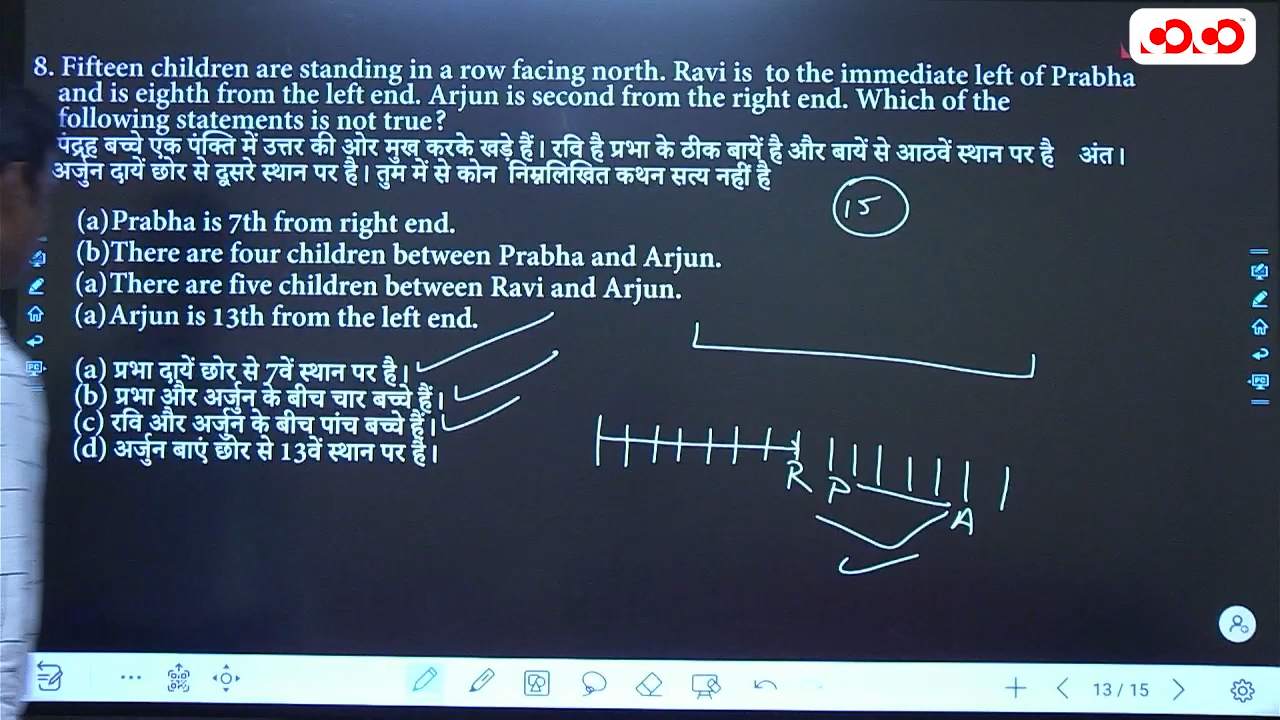 8. Fifteen children are standing in a row facing north. Ravi is to the immediate left of Prabha
and is eighth from the left end. Arjun is second from the right end. Which of the
following statements is not true?
पंद्रह बच्चे एक पंक्ति में उत्तर की ओर मुख करके खड़े हैं। रवि है प्रभा के ठीक बायें है और बायें से आठवें स्थान पर है अंत।
अर्जुन दायें छोर से दूसरे स्थान पर है। तुम में से कोन निम्नलिखित कथन सत्य नहीं है
15
(a)Prabha is 7th from right end.
(b)There are four children between Prabha and Arjun.
(a)There are five children between Ravi and Arjun.
(a)Arjun is 13th from the left end.
(a) प्रभा दायें छोर से 7वें स्थान पर है।
(b) प्रभा और अर्जुन के बीच चार बच्चे हैं।
(c) रवि और अर्जुन के बीच पांच बच्चे हैं।
(d) अर्जुन बाएं छोर से 13वें स्थान पर है।
R P A
PC
PC
13 / 15